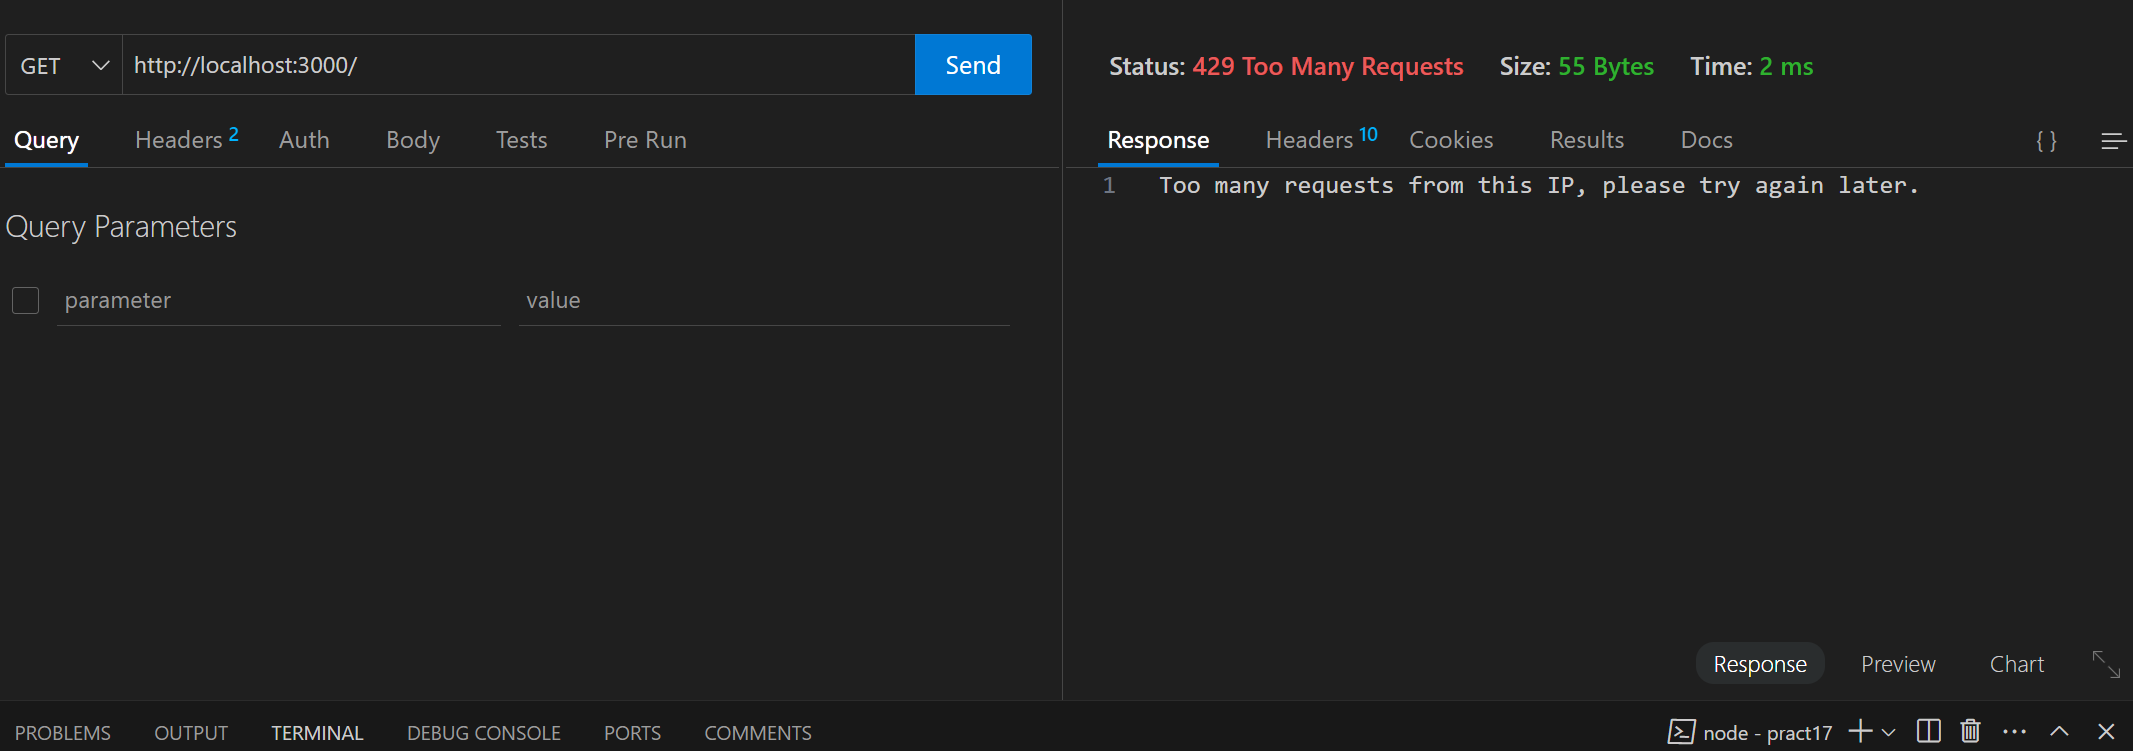 GET http://localhost:3000/ Send
Query Headers 2 Auth Body Tests Pre Run
Query Parameters
parameter value
Status: 429 Too Many Requests Size: 55 Bytes Time: 2 ms
Response Headers 10 Cookies Results Docs { }
1 Too many requests from this IP, please try again later.
Response Preview Chart
PROBLEMS OUTPUT TERMINAL DEBUG CONSOLE PORTS COMMENTS node - pract17